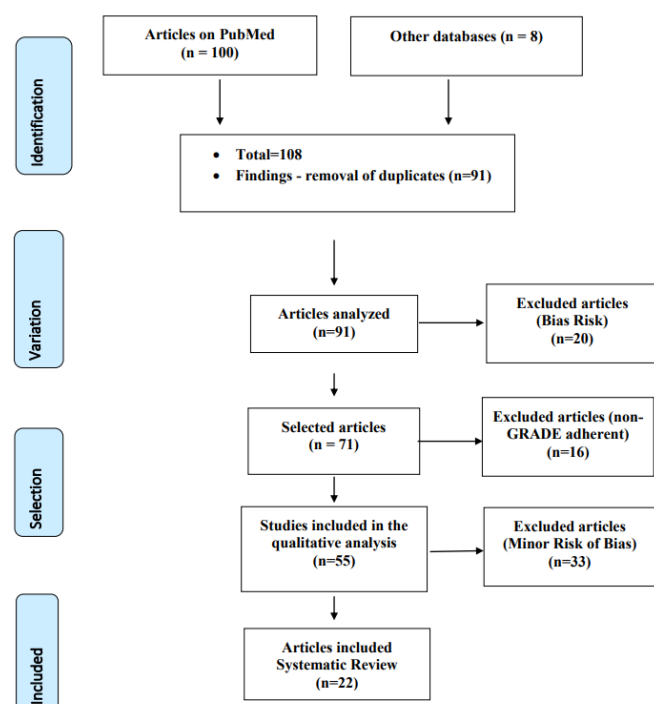 Articles on PubMed
(n = 100)
Other databases (n = 8)
Identification
• Total=108
• Findings - removal of duplicates (n=91)
Variation
Articles analyzed
(n=91)
Excluded articles
(Bias Risk)
(n=20)
Selection
Selected articles
(n = 71)
Excluded articles (non-
GRADE adherent)
(n=16)
Studies included in the
qualitative analysis
(n=55)
Excluded articles
(Minor Risk of Bias)
(n=33)
Included
Articles included
Systematic Review
(n=22)